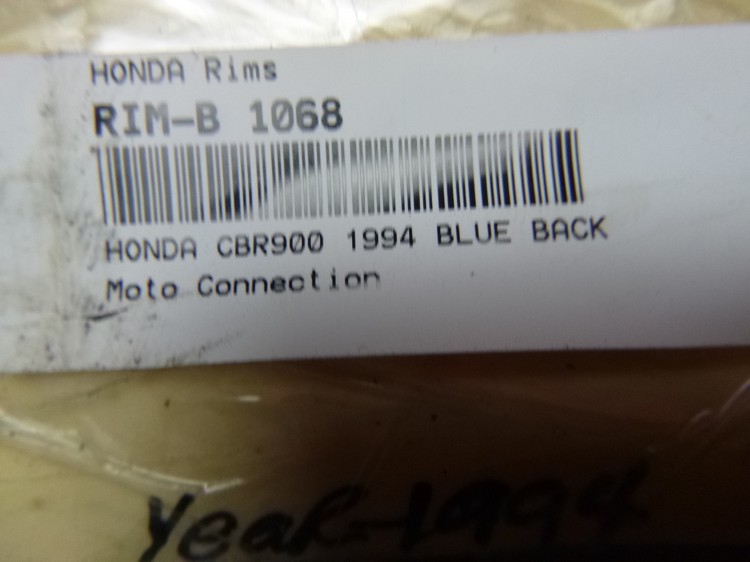 HONDA Rims
RIM-B 1068
HONDA CBR900 1994 BLUE BACK
Moto Connection
Year-1994